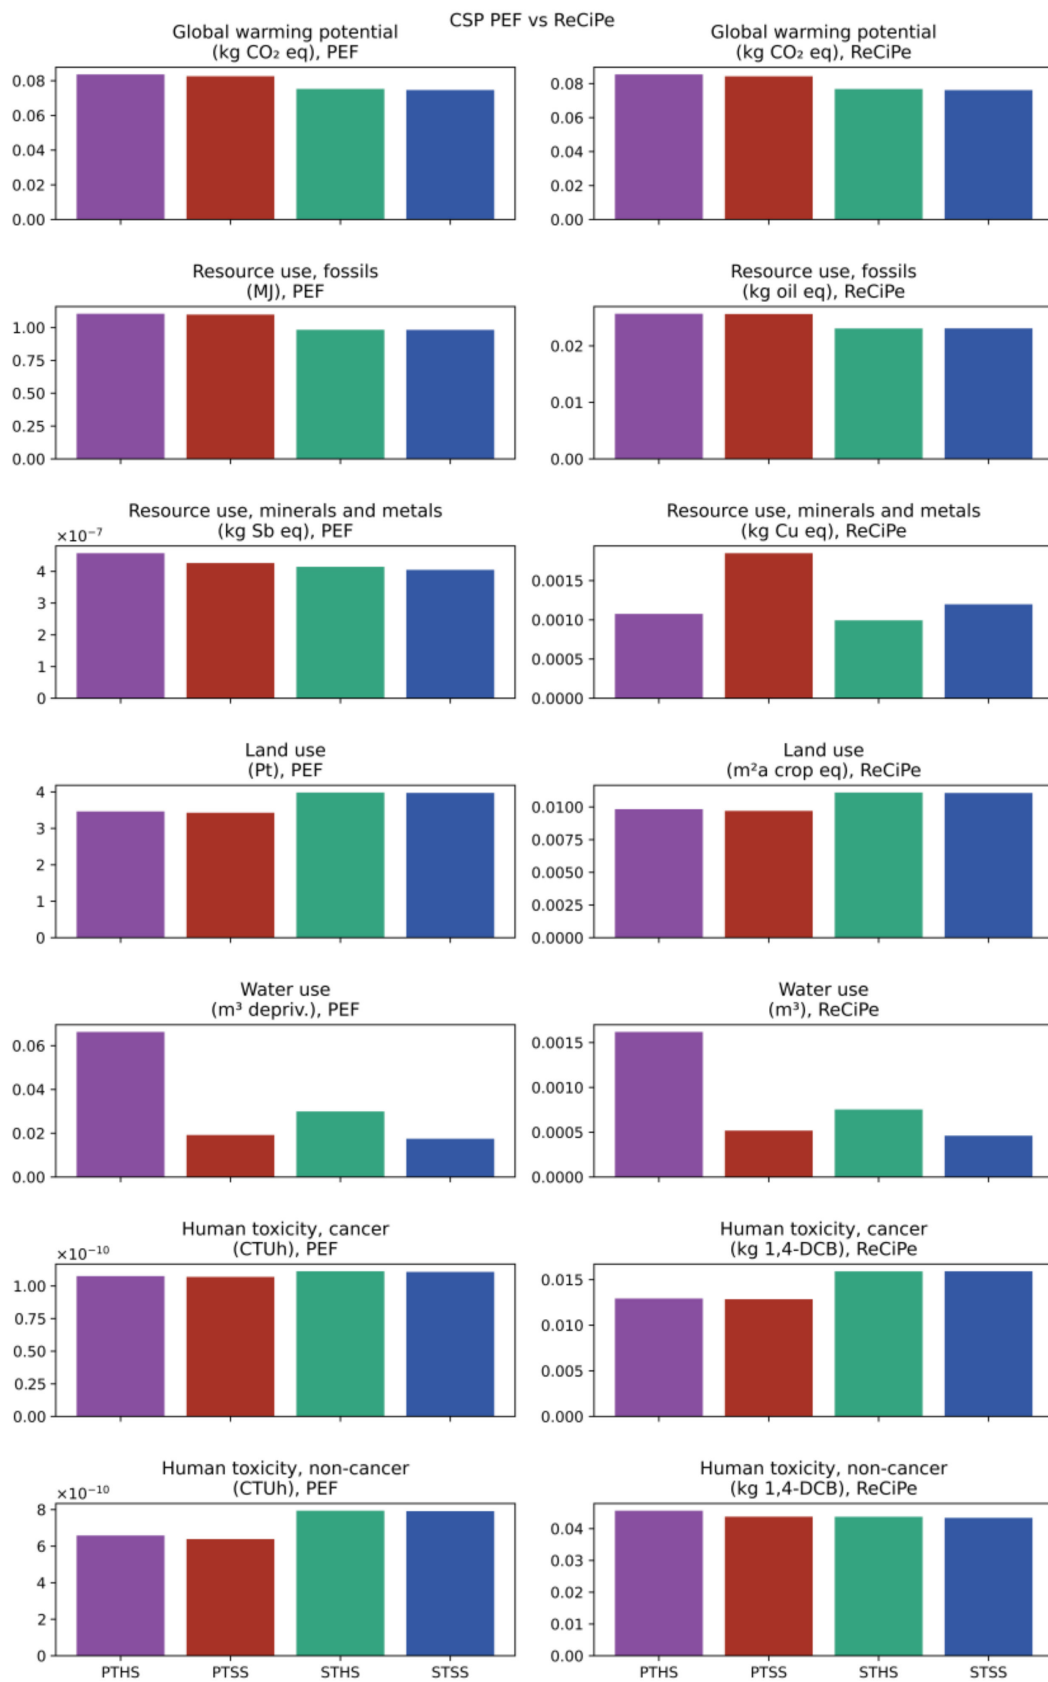 CSP PEF vs ReCiPe
Global warming potential
(kg CO₂ eq), PEF
0.08
0.06
0.04
0.02
0.00
Global warming potential
(kg CO₂ eq), ReCiPe
0.08
0.06
0.04
0.02
0.00
Resource use, fossils
(MJ), PEF
1.00
0.75
0.50
0.25
0.00
Resource use, fossils
(kg oil eq), ReCiPe
0.02
0.01
0.00
Resource use, minerals and metals
(kg Sb eq), PEF
×10⁻⁷
4
3
2
1
0
Resource use, minerals and metals
(kg Cu eq), ReCiPe
0.0015
0.0010
0.0005
0.0000
Land use
(Pt), PEF
4
3
2
1
0
Land use
(m²a crop eq), ReCiPe
0.0100
0.0075
0.0050
0.0025
0.0000
Water use
(m³ depriv.), PEF
0.06
0.04
0.02
0.00
Water use
(m³), ReCiPe
0.0015
0.0010
0.0005
0.0000
Human toxicity, cancer
(CTUh), PEF
×10⁻¹⁰
1.00
0.75
0.50
0.25
0.00
Human toxicity, cancer
(kg 1,4-DCB), ReCiPe
0.015
0.010
0.005
0.000
Human toxicity, non-cancer
(CTUh), PEF
×10⁻¹⁰
8
6
4
2
0
PTHS PTSS STHS STSS
Human toxicity, non-cancer
(kg 1,4-DCB), ReCiPe
0.04
0.03
0.02
0.01
0.00
PTHS PTSS STHS STSS